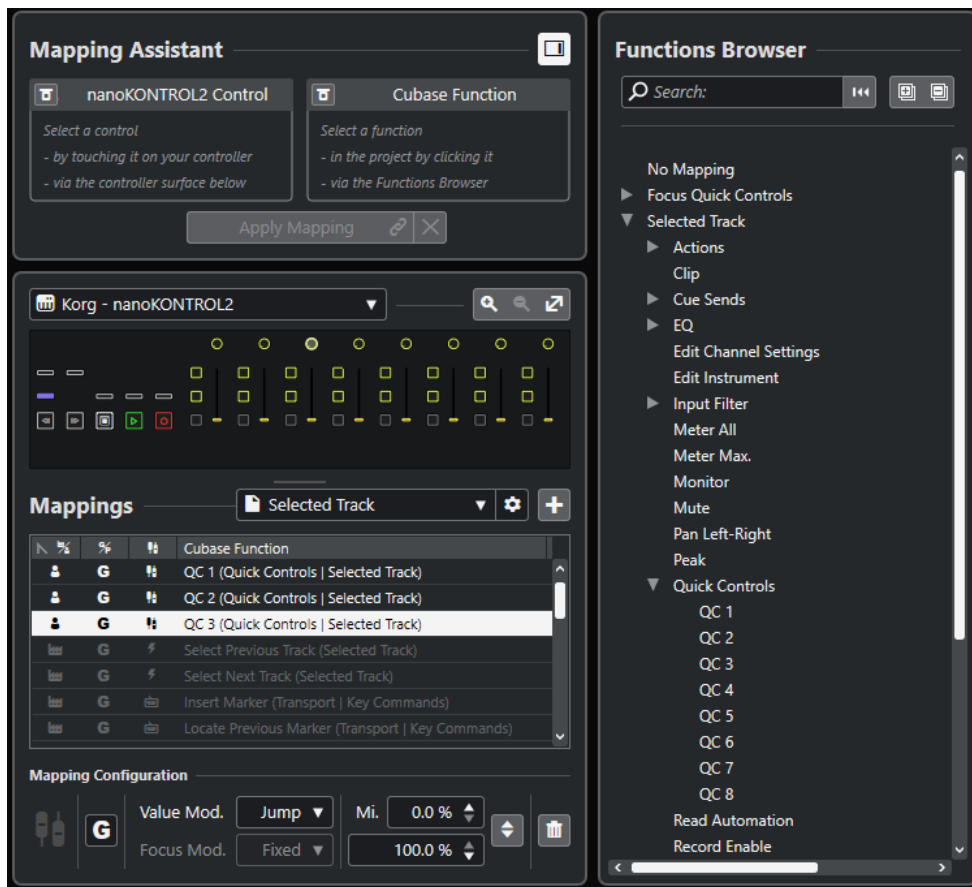 Mapping Assistant
nanoKONTROL2 Control
Select a control
- by touching it on your controller
- via the controller surface below
Cubase Function
Select a function
- in the project by clicking it
- via the Functions Browser
Apply Mapping
Korg - nanoKONTROL2
Mappings
Selected Track
Cubase Function
G QC 1 (Quick Controls | Selected Track)
G QC 2 (Quick Controls | Selected Track)
G QC 3 (Quick Controls | Selected Track)
G Select Previous Track (Selected Track)
G Select Next Track (Selected Track)
G Insert Marker (Transport | Key Commands)
G Locate Previous Marker (Transport | Key Commands)
Mapping Configuration
G
Value Mod. Jump
Mi. 0.0 %
Focus Mod. Fixed
100.0 %
Functions Browser
Search:
No Mapping
Focus Quick Controls
Selected Track
Actions
Clip
Cue Sends
EQ
Edit Channel Settings
Edit Instrument
Input Filter
Meter All
Meter Max.
Monitor
Mute
Pan Left-Right
Peak
Quick Controls
QC 1
QC 2
QC 3
QC 4
QC 5
QC 6
QC 7
QC 8
Read Automation
Record Enable